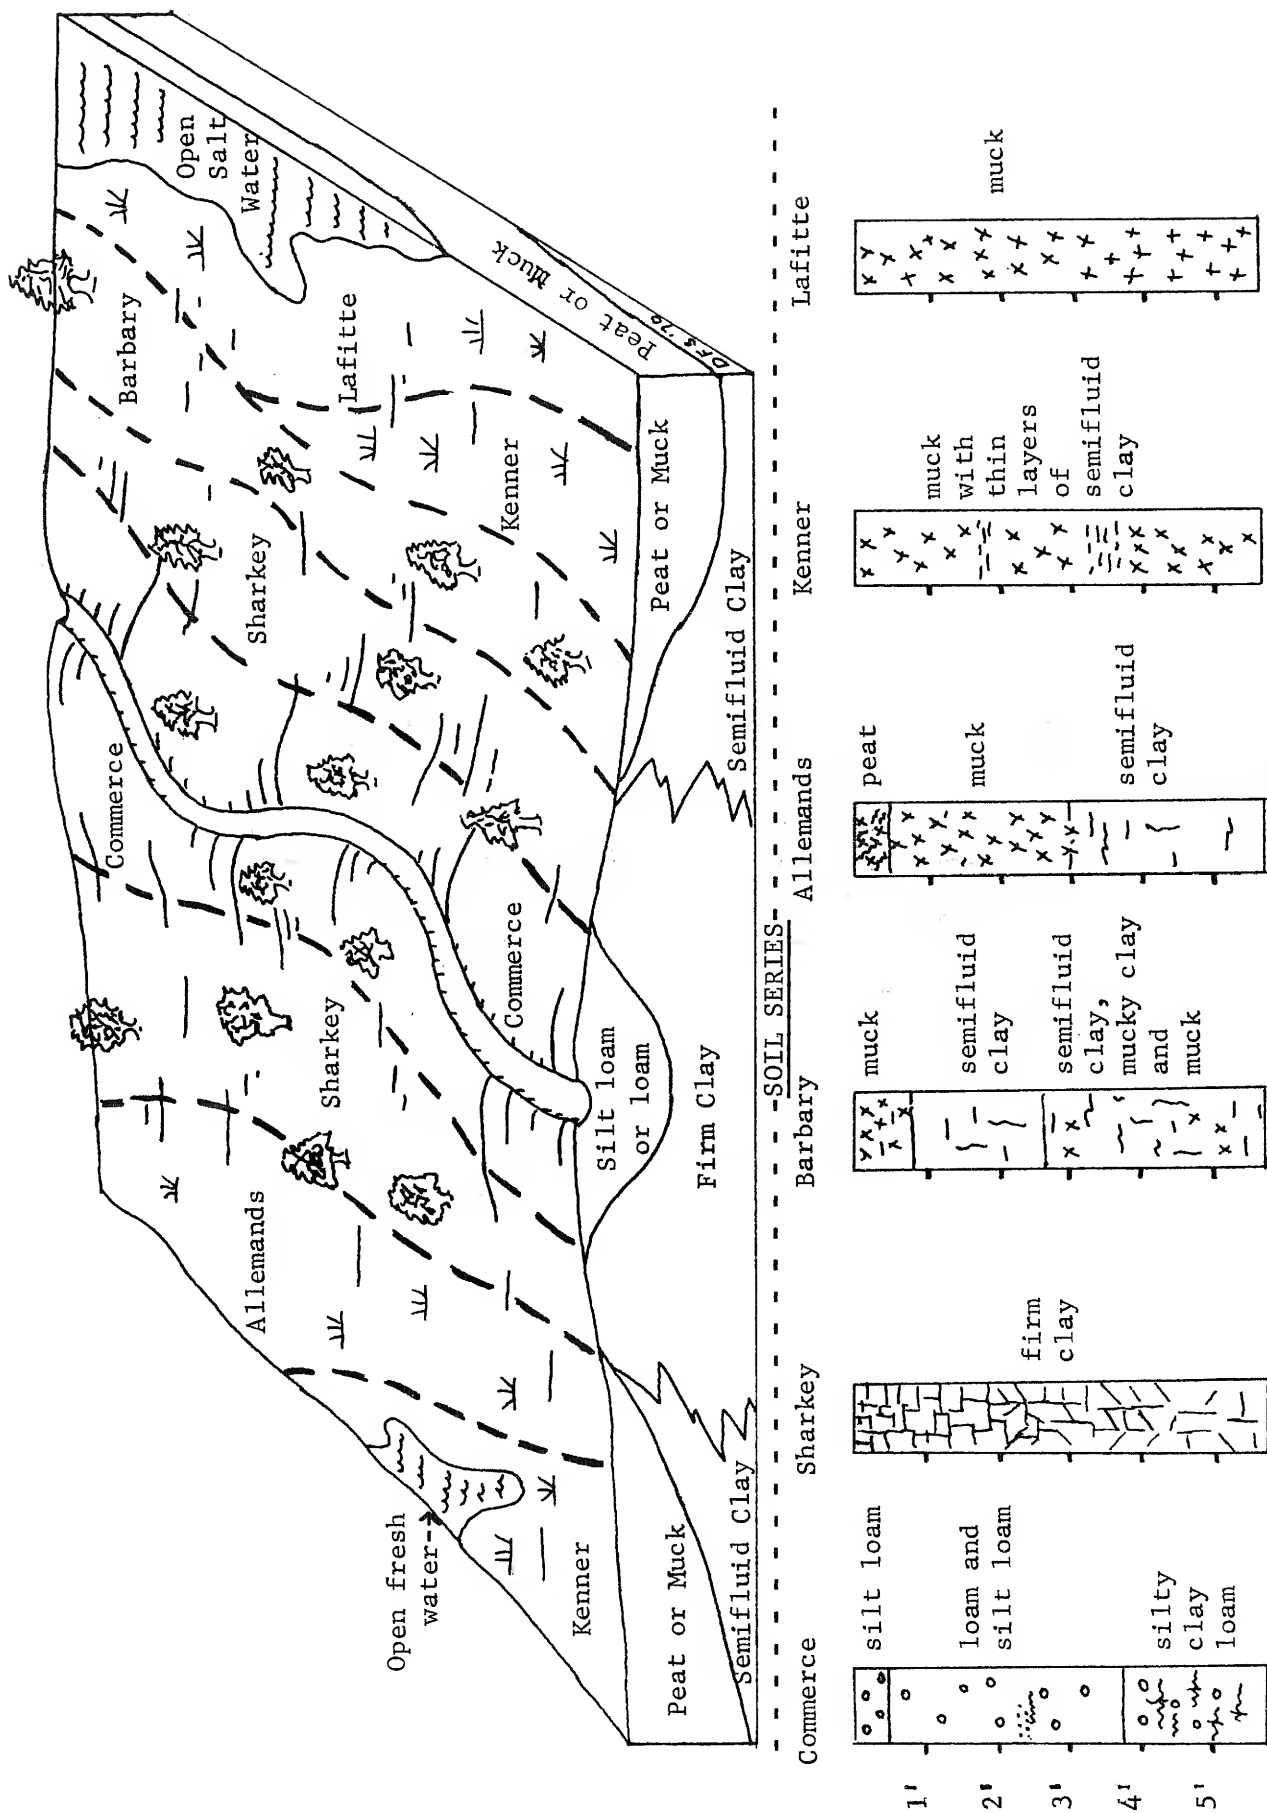 Open
Salt
Water
Barbary
Lafitte
Kenner
Sharkey
Commerce
Sharkey
Commerce
Allemands
Open fresh
water
Kenner
Peat or Muck
DFS '70
Peat or Muck
Semifluid Clay
Silt loam
or loam
Firm Clay
Peat or Muck
Semifluid Clay
SOIL SERIES
Commerce
Sharkey
Barbary
Allemands
Kenner
Lafitte
1'
2'
3'
4'
5'
silt loam
loam and
silt loam
silty
clay
loam
firm
clay
muck
semifluid
clay
semifluid
clay,
mucky clay
and
muck
peat
muck
semifluid
clay
muck
with
thin
layers
of
semifluid
clay
muck